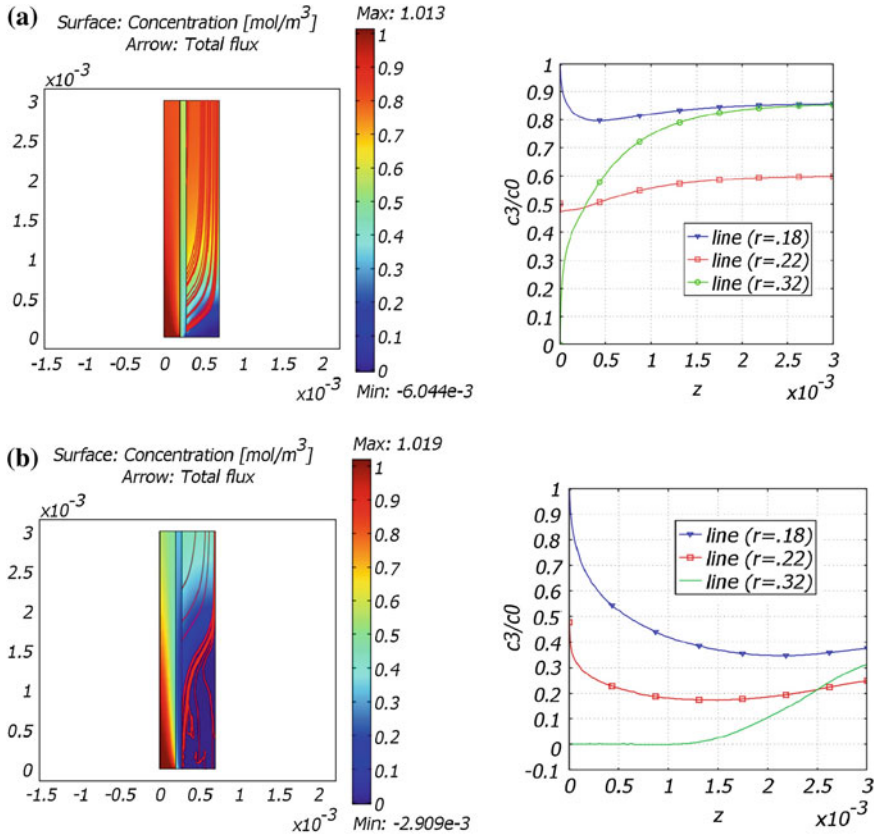 (a)
Surface: Concentration [mol/m³]
Arrow: Total flux
Max: 1.013
×10⁻³
3
2.5
2
1.5
1
0.5
0
-1.5 -1 -0.5 0 0.5 1 1.5 2
×10⁻³
1
0.9
0.8
0.7
0.6
0.5
0.4
0.3
0.2
0.1
0
Min: -6.044e-3
c3/c0
1
0.9
0.8
0.7
0.6
0.5
0.4
0.3
0.2
0.1
0
line (r=.18)
line (r=.22)
line (r=.32)
0 0.5 1 1.5 2 2.5 3
z
×10⁻³
(b)
Surface: Concentration [mol/m³]
Arrow: Total flux
Max: 1.019
×10⁻³
3
2.5
2
1.5
1
0.5
0
-1.5 -1 -0.5 0 0.5 1 1.5 2
×10⁻³
1
0.9
0.8
0.7
0.6
0.5
0.4
0.3
0.2
0.1
0
Min: -2.909e-3
c3/c0
1
0.9
0.8
0.7
0.6
0.5
0.4
0.3
0.2
0.1
0
-0.1
line (r=.18)
line (r=.22)
line (r=.32)
0 0.5 1 1.5 2 2.5 3
z
×10⁻³